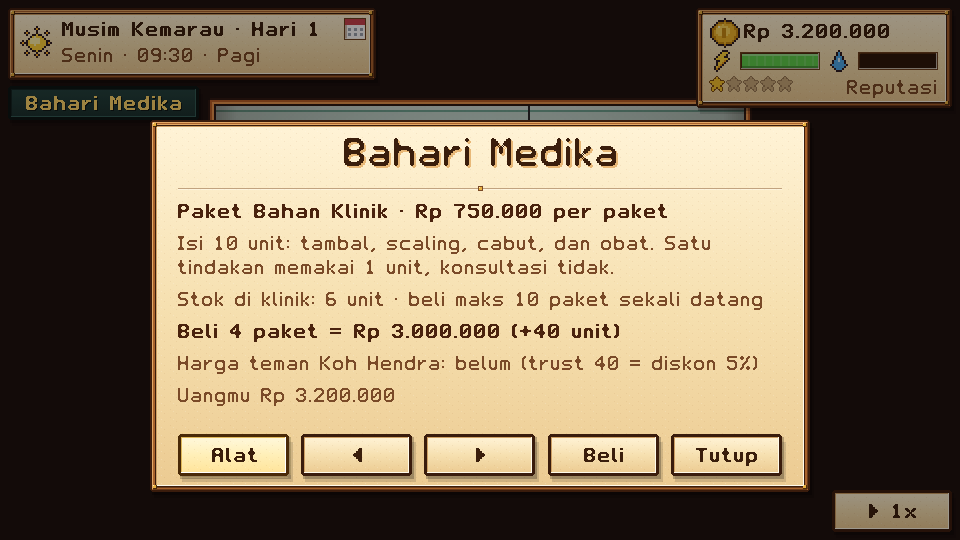 Musim Kemarau · Hari 1
Senin · 09:30 · Pagi
Rp 3.200.000
Reputasi
Bahari Medika
Bahari Medika
Paket Bahan Klinik · Rp 750.000 per paket
Isi 10 unit: tambal, scaling, cabut, dan obat. Satu
tindakan memakai 1 unit, konsultasi tidak.
Stok di klinik: 6 unit · beli maks 10 paket sekali datang
Beli 4 paket = Rp 3.000.000 (+40 unit)
Harga teman Koh Hendra: belum (trust 40 = diskon 5%)
Uangmu Rp 3.200.000
Alat
Beli
Tutup
1x